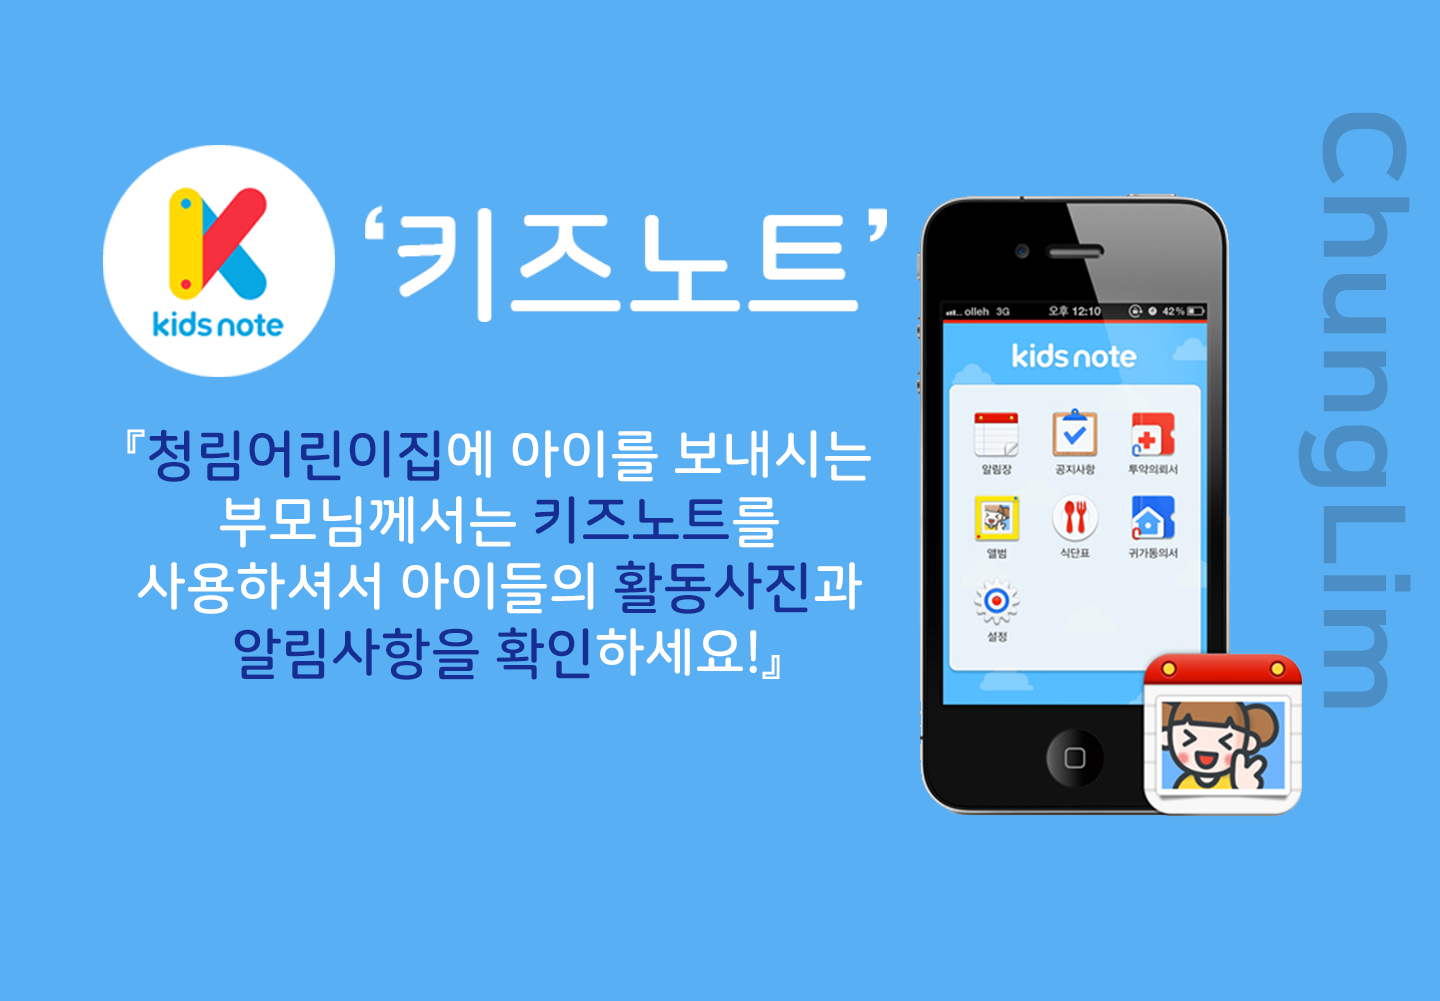 kids note
‘키즈노트’
『청림어린이집에 아이를 보내시는
부모님께서는 키즈노트를
사용하셔서 아이들의 활동사진과
알림사항을 확인하세요!』
olleh 3G 오후 12:10 42%
kids note
알림장 공지사항 투약의뢰서
앨범 식단표 귀가동의서
설정
ChungLim